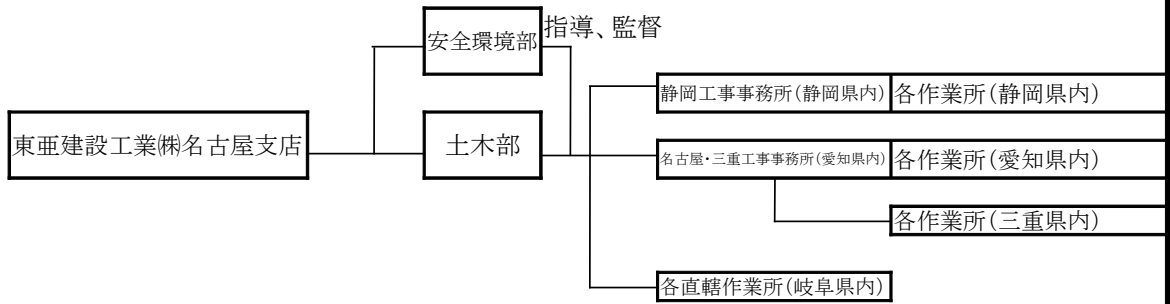 安全環境部
指導、監督
静岡工事事務所(静岡県内)
各作業所(静岡県内)
東亜建設工業㈱名古屋支店
土木部
名古屋・三重工事事務所(愛知県内)
各作業所(愛知県内)
各作業所(三重県内)
各直轄作業所(岐阜県内)